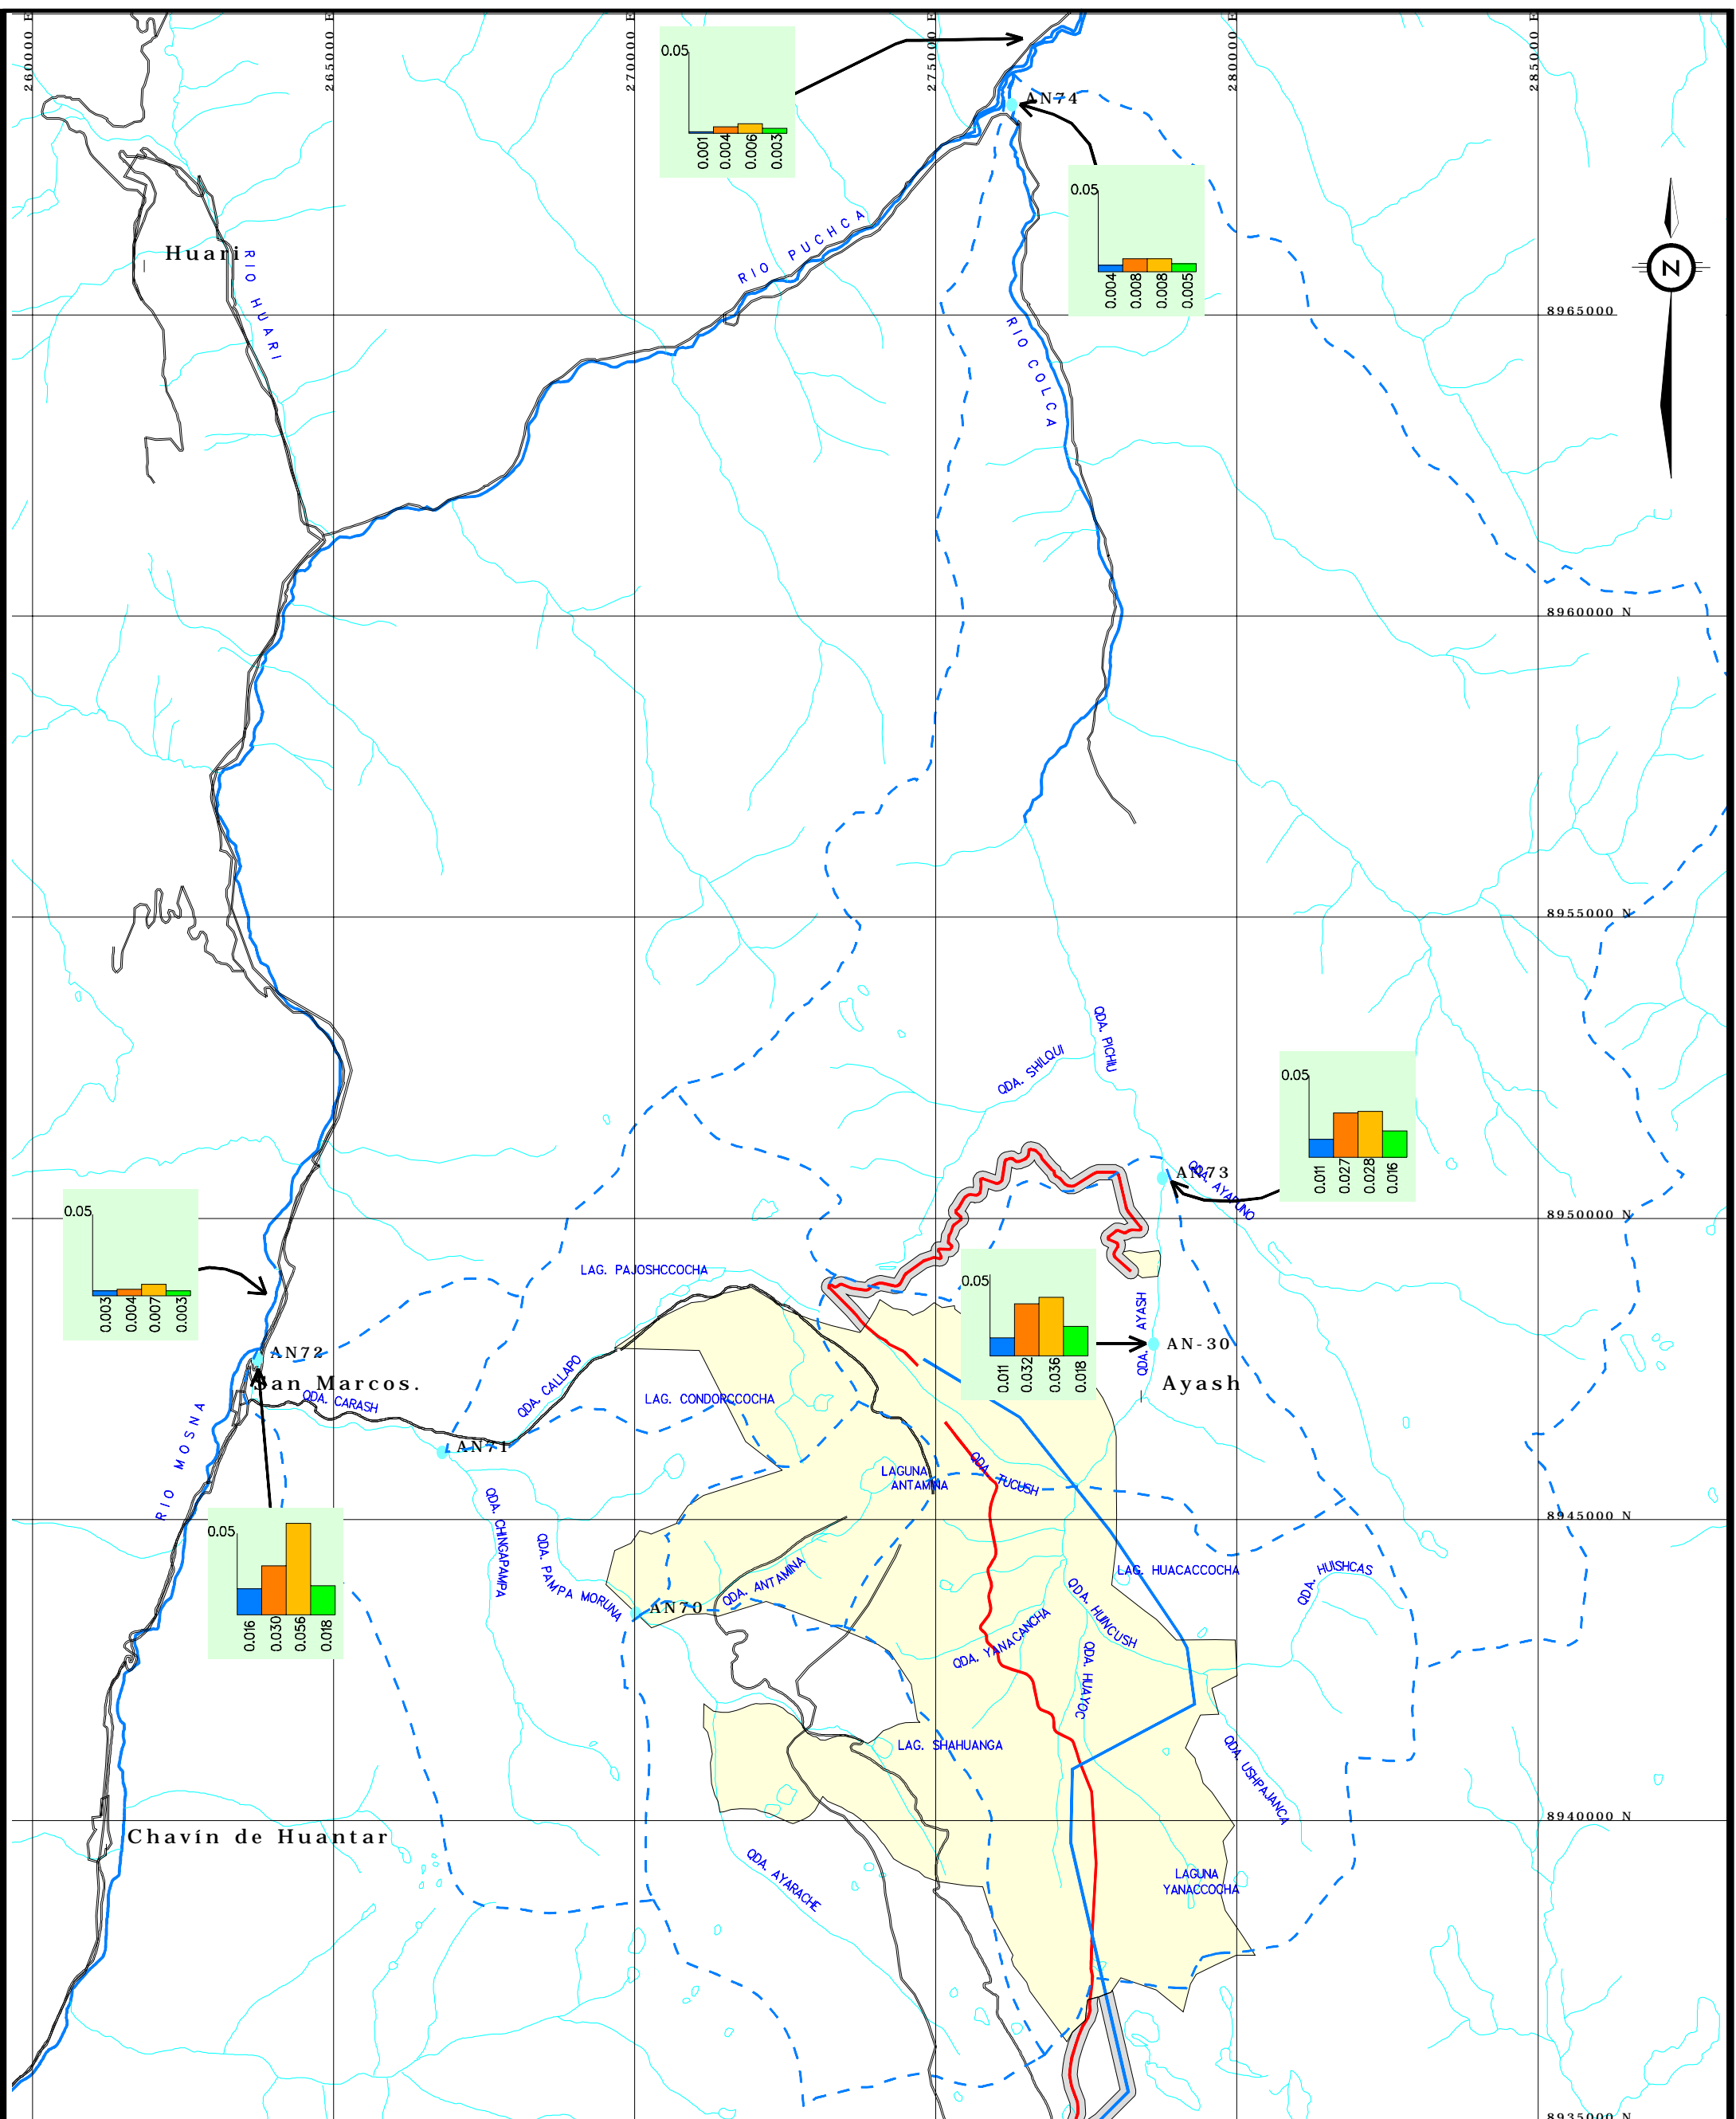 260000 E
265000 E
270000 E
275000 E
280000 E
285000 E
0.05
0.001
0.004
0.006
0.003
AN74
0.05
0.004
0.008
0.008
0.005
Huari
RIO HUARI
RIO PUCHCA
RIO COLCA
N
8965000
8960000 N
8955000 N
QDA. PICHIU
QDA. SHILQUI
0.05
0.011
0.027
0.028
0.016
AN73
QDA. AYAPUNO
8950000 N
0.05
0.003
0.004
0.007
0.003
LAG. PAJOSHCCOCHA
0.05
0.011
0.032
0.036
0.018
QDA. AYASH
AN-30
Ayash
AN72
San Marcos.
QDA. CARASH
QDA. CALLAPO
LAG. CONDORCCOCHA
RIO MOSNA
AN71
LAGUNA
ANTAMINA
QDA. TUCUSH
8945000 N
0.05
0.016
0.030
0.056
0.018
QDA. CHINGAPAMPA
QDA. PAMPA MORUNA
AN70
QDA. ANTAMINA
LAG. HUACACCOCHA
QDA. HUISHCAS
QDA. HUINCUSH
QDA. YANACANCHA
QDA. HUAYOC
LAG. SHAHUANGA
QDA. USHPAJANCA
8940000 N
Chavín de Huantar
QDA. AYARACHE
LAGUNA
YANACCOCHA
8935000 N